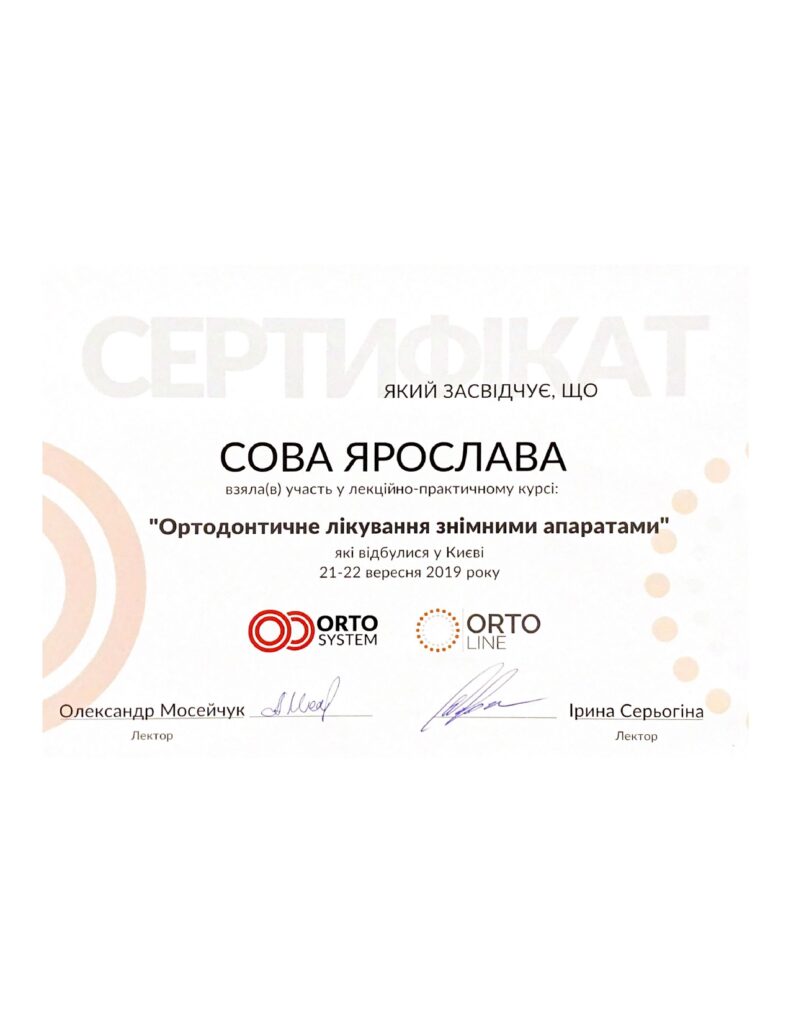 СЕРТИФІКАТ
ЯКИЙ ЗАСВІДЧУЄ, ЩО
СОВА ЯРОСЛАВА
взяла(в) участь у лекційно-практичному курсі:
"Ортодонтичне лікування знімними апаратами"
які відбулися у Києві
21-22 вересня 2019 року
ORTO SYSTEM
ORTO LINE
Олександр Мосейчук
Ірина Серьогіна
Лектор
Лектор